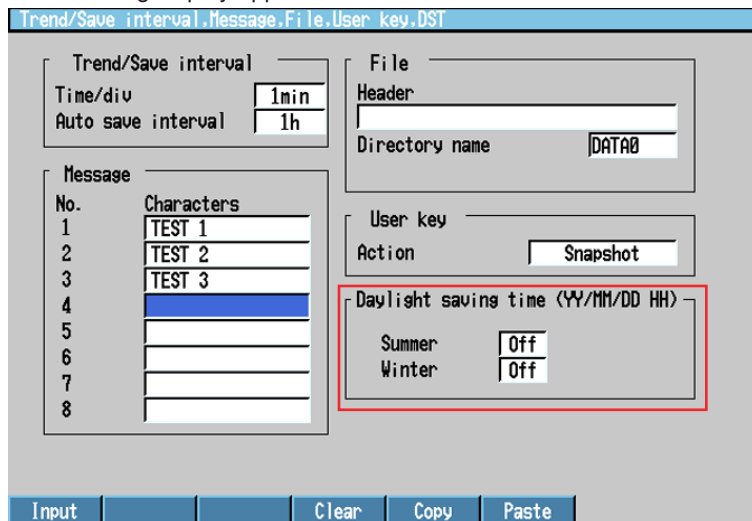 Trend/Save interval,Message,File,User key,DST
Trend/Save interval
Time/div 1min
Auto save interval 1h
File
Header
Directory name DATA0
Message
No. Characters
1 TEST 1
2 TEST 2
3 TEST 3
4
5
6
7
8
User key
Action Snapshot
Daylight saving time (YY/MM/DD HH)
Summer Off
Winter Off
Input Clear Copy Paste